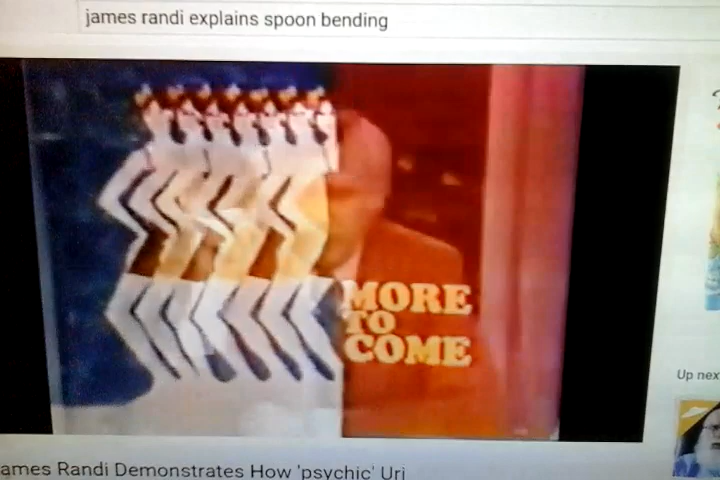 james randi explains spoon bending
MORE
TO
COME
Up nex
ames Randi Demonstrates How 'psychic' Uri